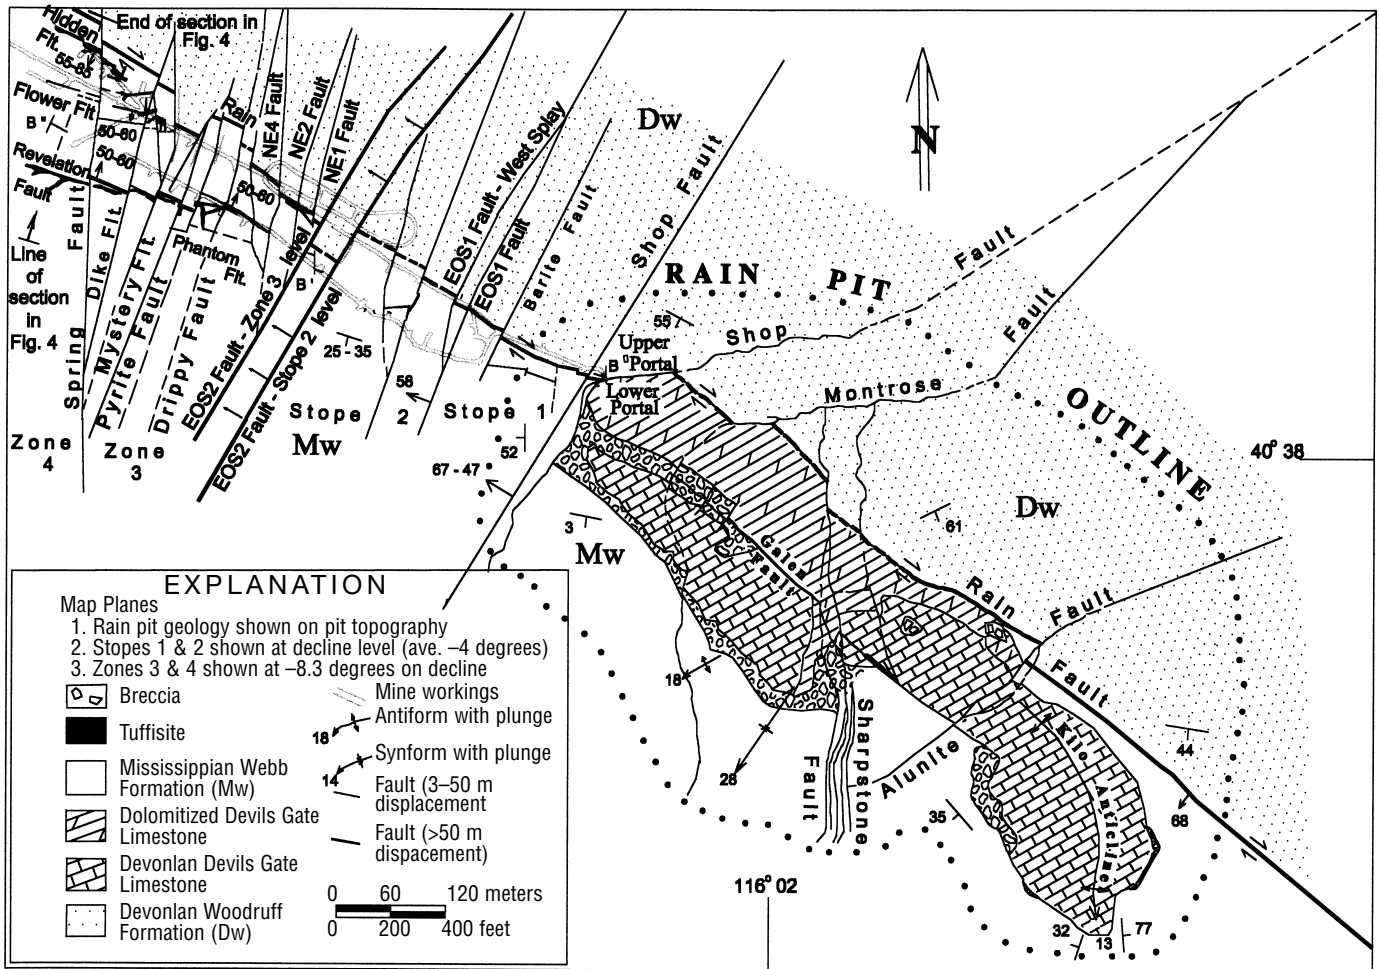 Hidden
Flt.
55-85
End of section in
Fig. 4
Flower Flt
B"
50-60
50-60
Revelation
Fault
Line
of
section
in
Fig. 4
Rain
NE4 Fault
NE2 Fault
NE1 Fault
50-60
Phantom
Flt.
B'
Spring Fault
Dike Flt.
Mystery Flt.
Pyrite Fault
Drippy Fault
EOS2 Fault - Zone 3 level
EOS2 Fault - Stope 2 level
25 - 35
EOS1 Fault - West Splay
EOS1 Fault
Barite Fault
Shop Fault
Dw
N
RAIN PIT OUTLINE
55
Upper
B "Portal
Lower
Portal
Shop Fault
Montrose Fault
58
Stope 2
Stope 1
Mw
Zone
4
Zone
3
52
67 - 47
40° 38
Dw
61
3
Mw
Galen
Fault
Rain Fault
Fault
18
28
Sharpstone
Fault
Alunite
Kilo Anticline
44
68
35
116° 02
32
13
77
EXPLANATION
Map Planes
1. Rain pit geology shown on pit topography
2. Stopes 1 & 2 shown at decline level (ave. –4 degrees)
3. Zones 3 & 4 shown at –8.3 degrees on decline
Breccia
Tuffisite
Mississippian Webb
Formation (Mw)
Dolomitized Devils Gate
Limestone
Devonlan Devils Gate
Limestone
Devonlan Woodruff
Formation (Dw)
Mine workings
Antiform with plunge
18
Synform with plunge
14
Fault (3–50 m
displacement
Fault (>50 m
dispacement)
0 60 120 meters
0 200 400 feet